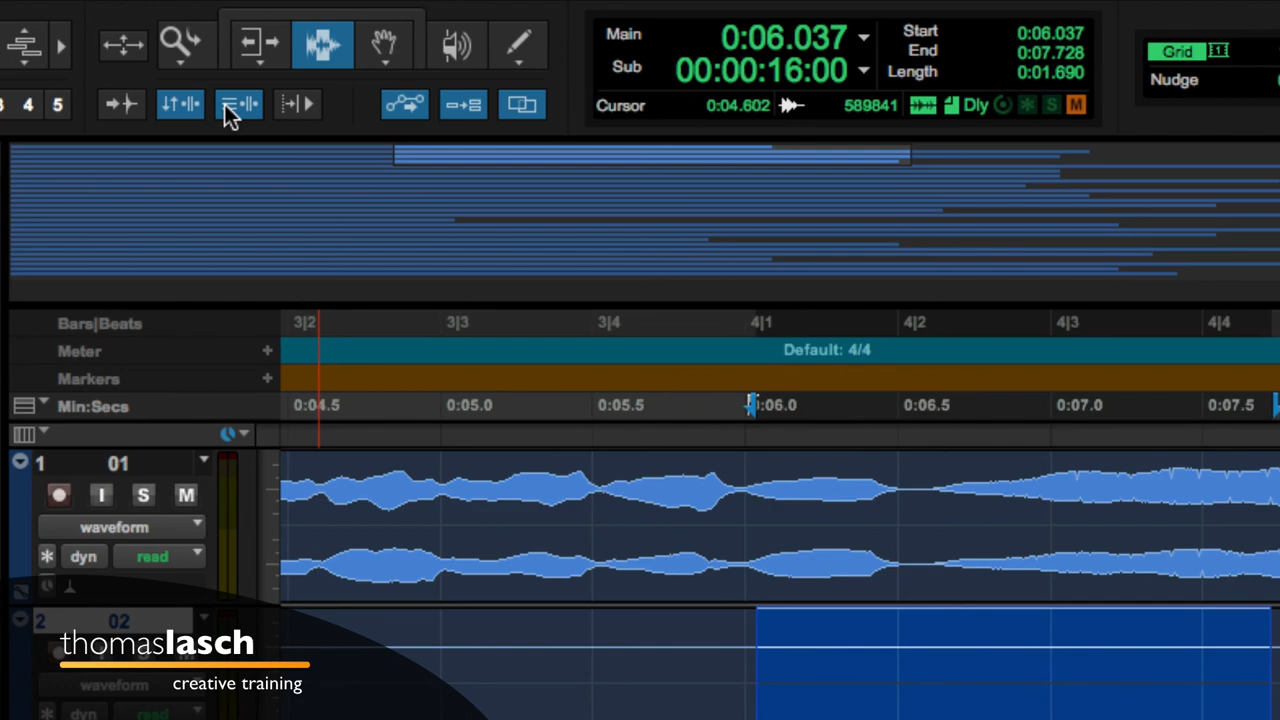 Main 0:06.037
Sub 00:00:16:00
Cursor 0:04.602 589841 Dly S M
Start 0:06.037
End 0:07.728
Length 0:01.690
Grid
Nudge
4 5
Bars|Beats 3|2 3|3 3|4 4|1 4|2 4|3 4|4
Meter + Default: 4/4
Markers +
Min:Secs 0:04.5 0:05.0 0:05.5 0:06.0 0:06.5 0:07.0 0:07.5
1 01
I S M
waveform
* dyn read
2 02
thomaslasch
creative training
waveform
dyn read